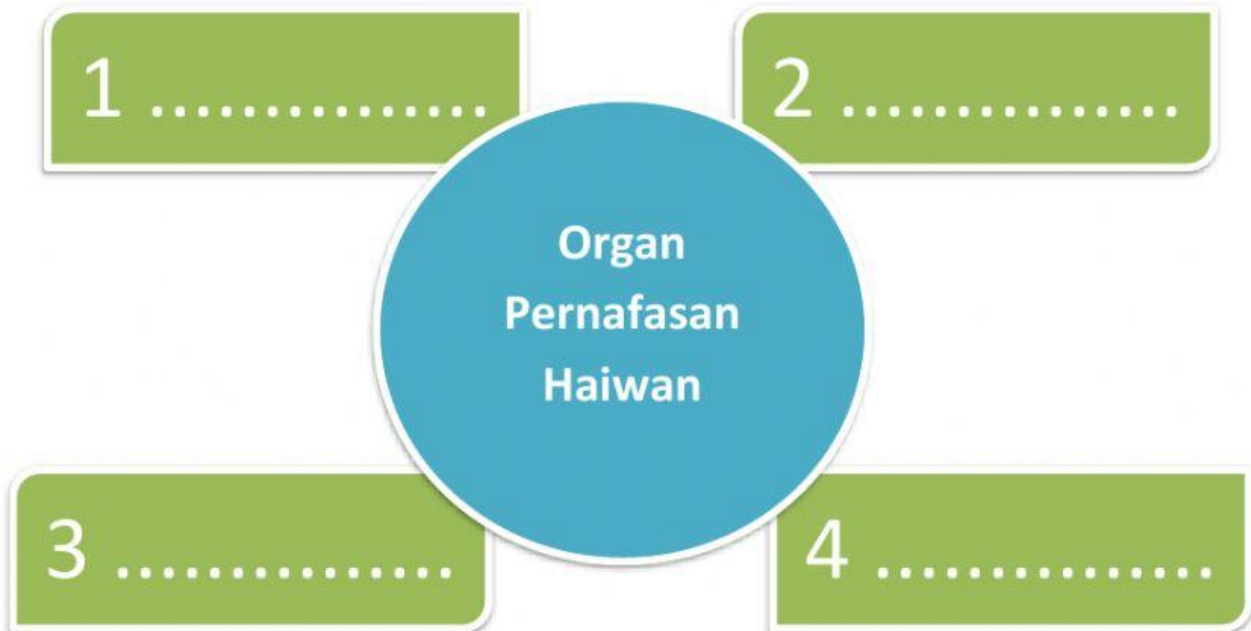 1 ...............
2 ...............
Organ
Pernafasan
Haiwan
3 ...............
4 ...............